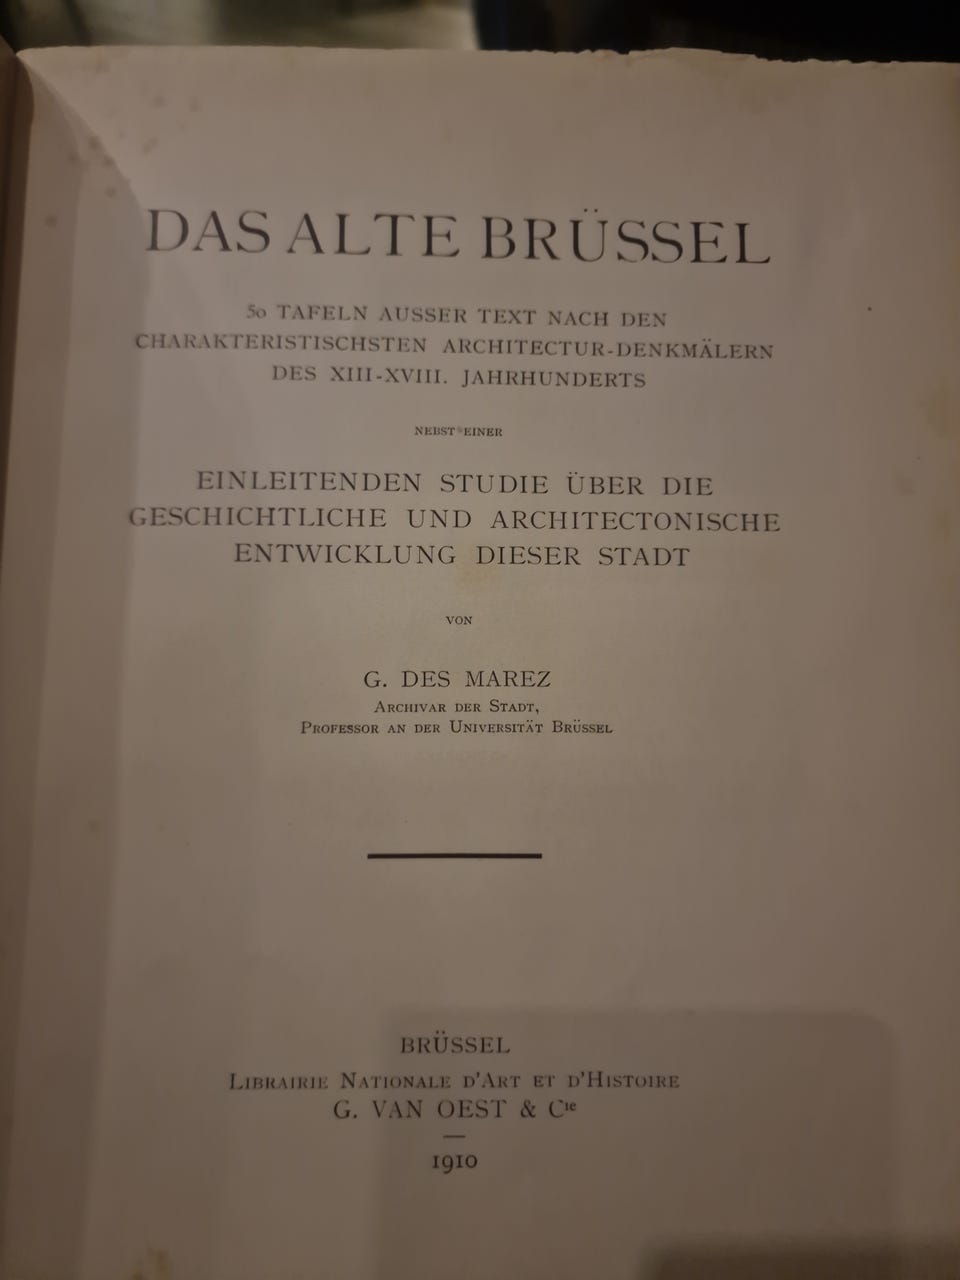 DAS ALTE BRÜSSEL
50 TAFELN AUSSER TEXT NACH DEN
CHARAKTERISTISCHSTEN ARCHITECTUR-DENKMÄLERN
DES XIII-XVIII. JAHRHUNDERTS
NEBST EINER
EINLEITENDEN STUDIE ÜBER DIE
GESCHICHTLICHE UND ARCHITECTONISCHE
ENTWICKLUNG DIESER STADT
VON
G. DES MAREZ
ARCHIVAR DER STADT,
PROFESSOR AN DER UNIVERSITÄT BRÜSSEL
BRÜSSEL
LIBRAIRIE NATIONALE D'ART ET D'HISTOIRE
G. VAN OEST & Cie
1910